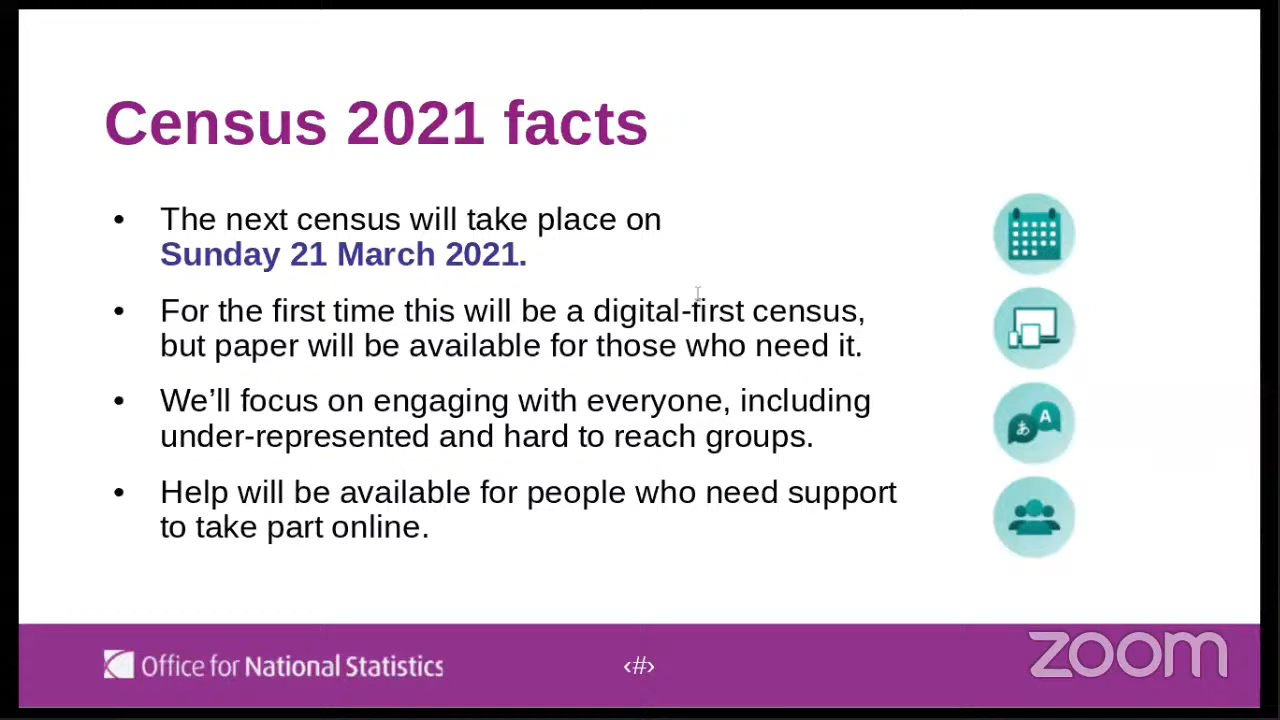 Census 2021 facts
• The next census will take place on
Sunday 21 March 2021.
• For the first time this will be a digital-first census,
but paper will be available for those who need it.
• We’ll focus on engaging with everyone, including
under-represented and hard to reach groups.
• Help will be available for people who need support
to take part online.
あ A
Office for National Statistics
‹#›
zoom